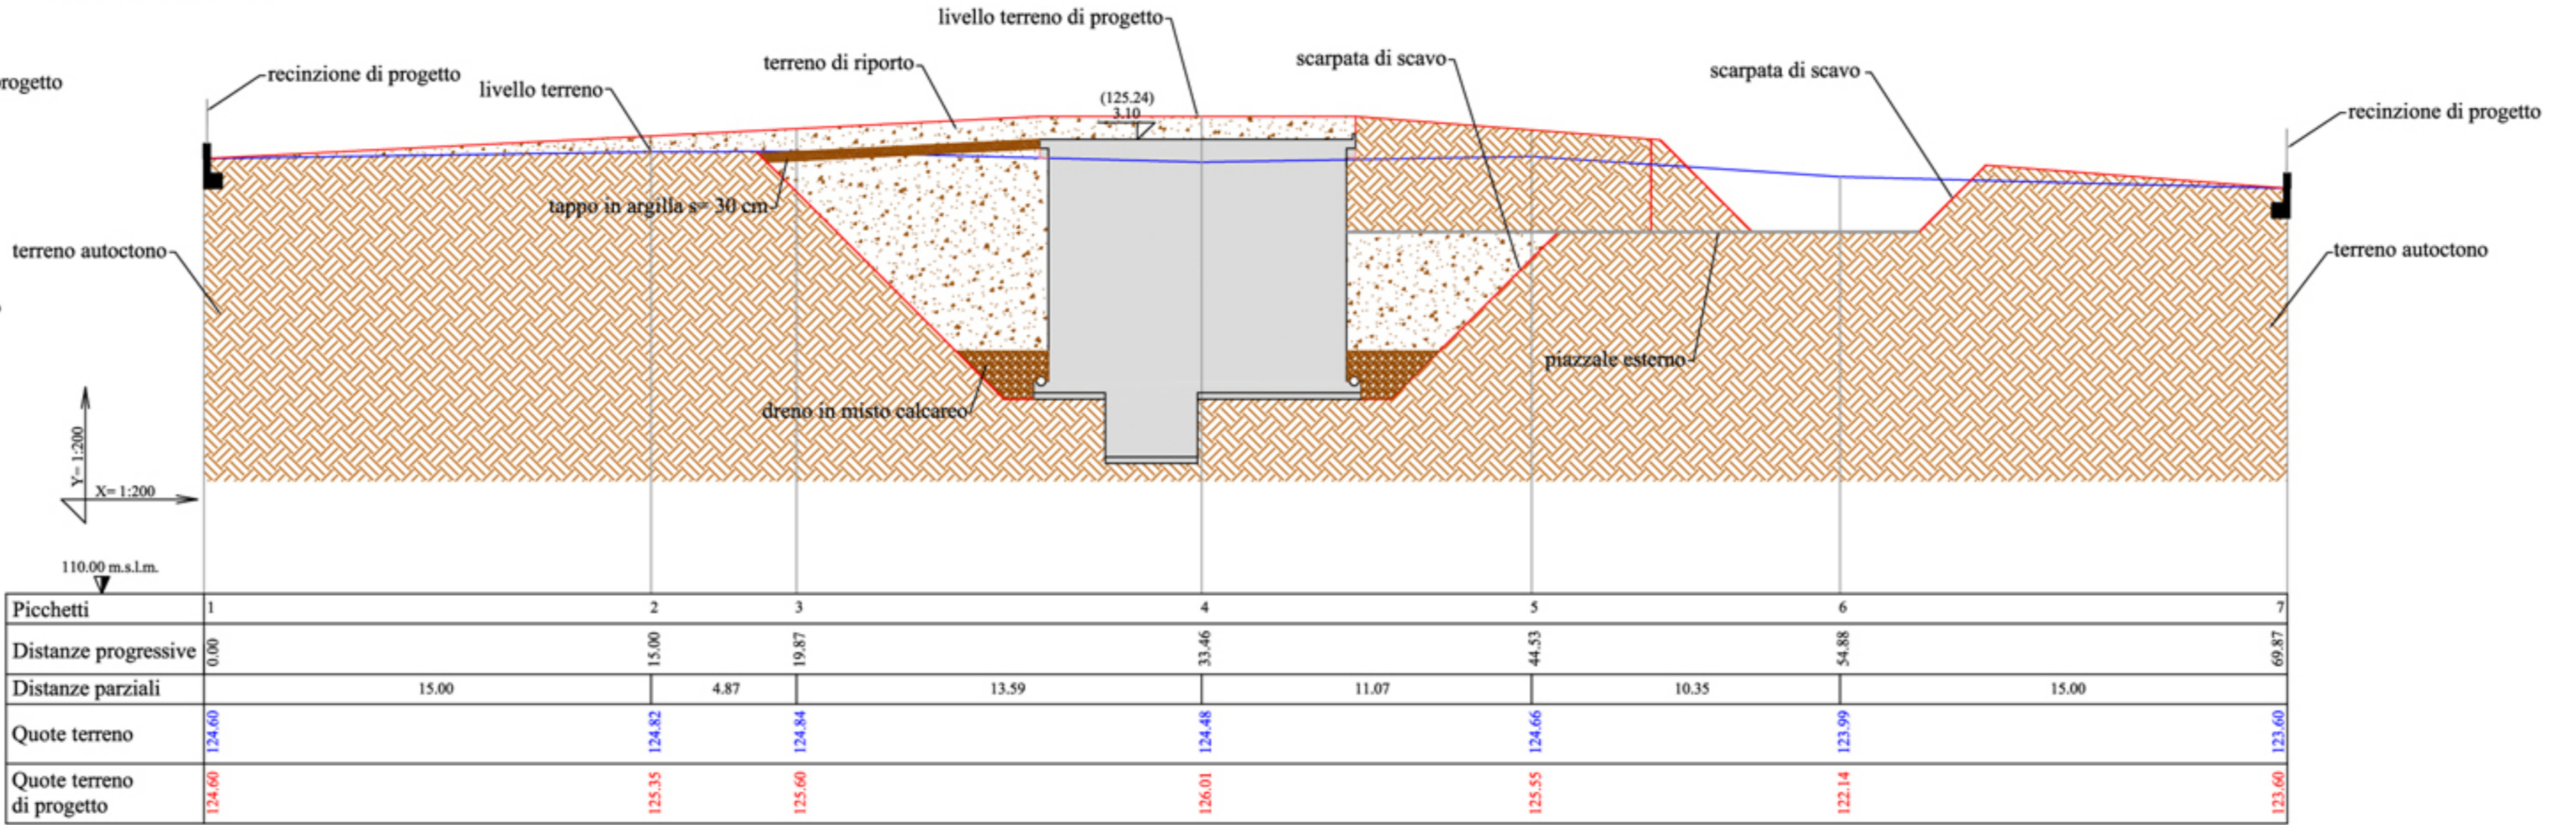 livello terreno di progetto
recinzione di progetto
livello terreno
terreno di riporto
(125.24)
3.10
scarpata di scavo
scarpata di scavo
recinzione di progetto
rogetto
tappo in argilla s= 30 cm
terreno autoctono
terreno autoctono
piazzale esterno
dreno in misto calcareo
Y= 1:200
X= 1:200
110.00 m.s.l.m.
Picchetti 1 2 3 4 5 6 7
Distanze progressive 0.00 15.00 19.87 33.46 44.53 54.88 69.87
Distanze parziali 15.00 4.87 13.59 11.07 10.35 15.00
Quote terreno 124.60 124.82 124.84 124.48 124.66 123.99 123.60
Quote terreno
di progetto 124.60 125.35 125.60 126.01 125.55 122.14 123.60